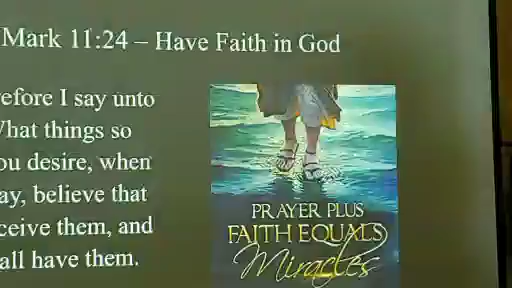 Mark 11:24 – Have Faith in God
efore I say unto
What things so
ou desire, when
ay, believe that
ceive them, and
all have them.
PRAYER PLUS
FAITH EQUALS
Miracles